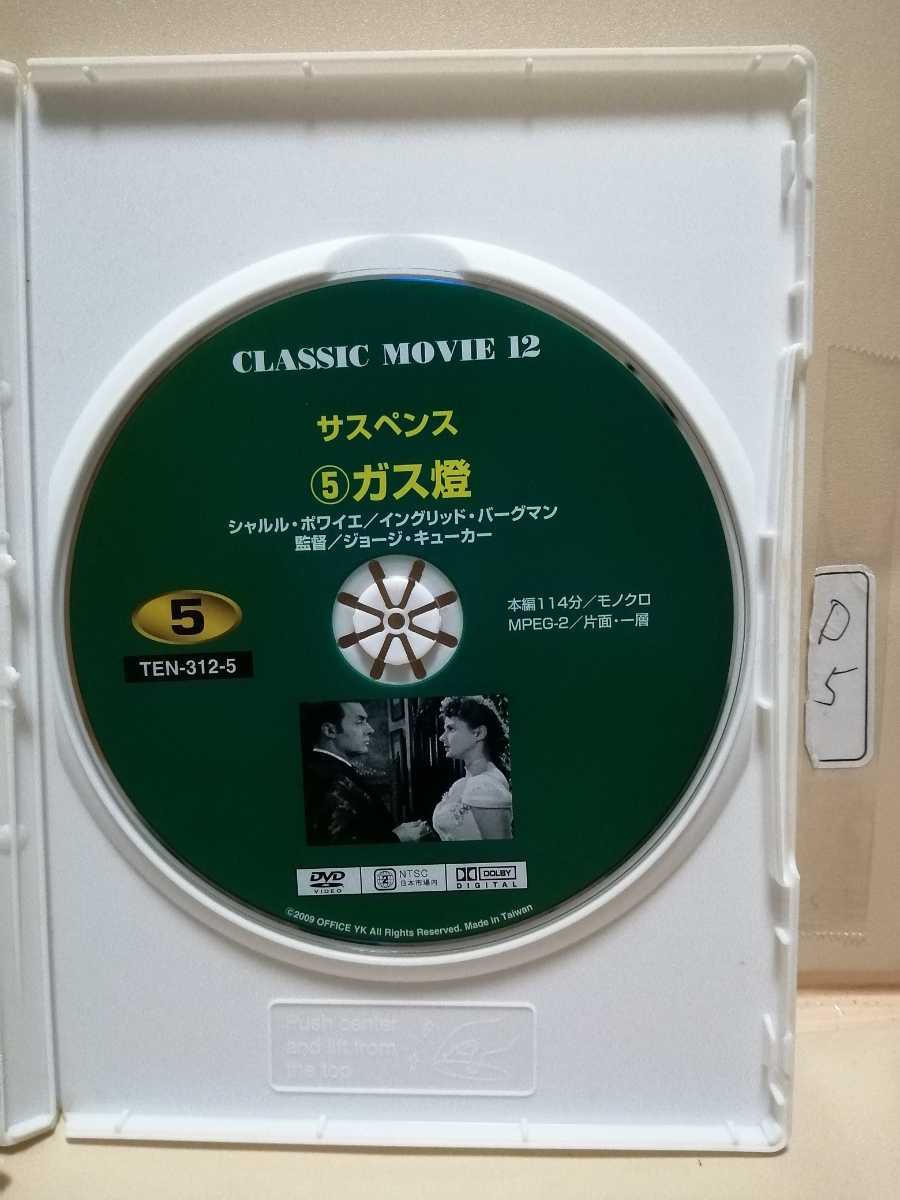 CLASSIC MOVIE 12
サスペンス
⑤ガス燈
シャルル・ボワイエ／イングリッド・バーグマン
監督／ジョージ・キューカー
5
TEN-312-5
本編114分／モノクロ
MPEG-2／片面・一層
DVD
VIDEO
2
NTSC
日本市場内
DOLBY
DIGITAL
©2009 OFFICE YK All Rights Reserved. Made in Taiwan
Push center
and lift from
the top
D
5